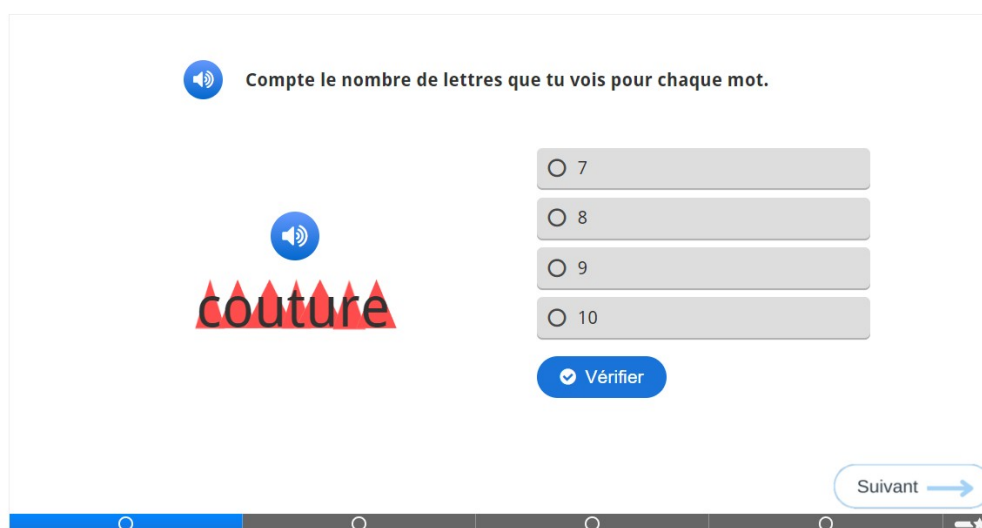 Compte le nombre de lettres que tu vois pour chaque mot.
couture
7
8
9
10
Vérifier
Suivant